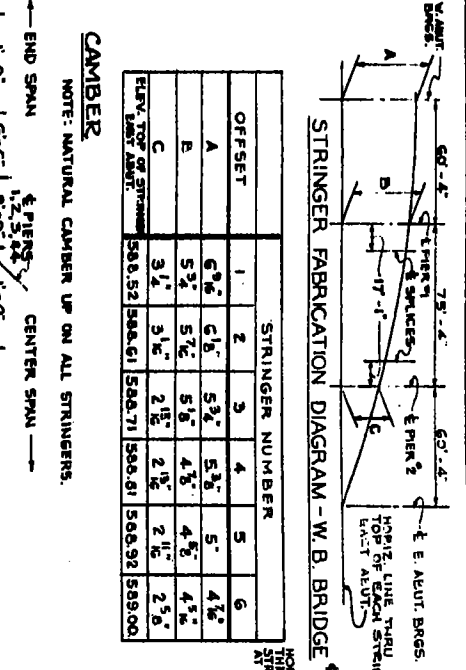 W. ABUT. BRGS.
60'-4" 75'-4" 60'-4"
℄ E. ABUT. BRGS.
A
B
C
℄ PIER 1
℄ SPLICES
17'-1"
℄ PIER 2
HORIZ. LINE THRU
TOP OF EACH
EAST ABUT.
STRINGER FABRICATION DIAGRAM - W. B. BRIDGE
OFFSET STRINGER NUMBER
1 2 3 4 5 6
A 6 9/16" 6 1/8" 5 3/4" 5 3/8" 5" 4 7/16"
B 5 3/4" 5 7/16" 5 1/8" 4 7/8" 4 5/8" 4 5/16"
C 3 1/4" 3 1/16" 2 15/16" 2 13/16" 2 11/16" 2 5/8"
ELEV. TOP OF STRINGER
EAST ABUT. 588.52 588.61 588.71 588.81 588.92 589.00
CAMBER
NOTE: NATURAL CAMBER UP ON ALL STRINGERS.
END SPAN
℄ PIERS
1, 2, 3 & 4
CENTER SPAN